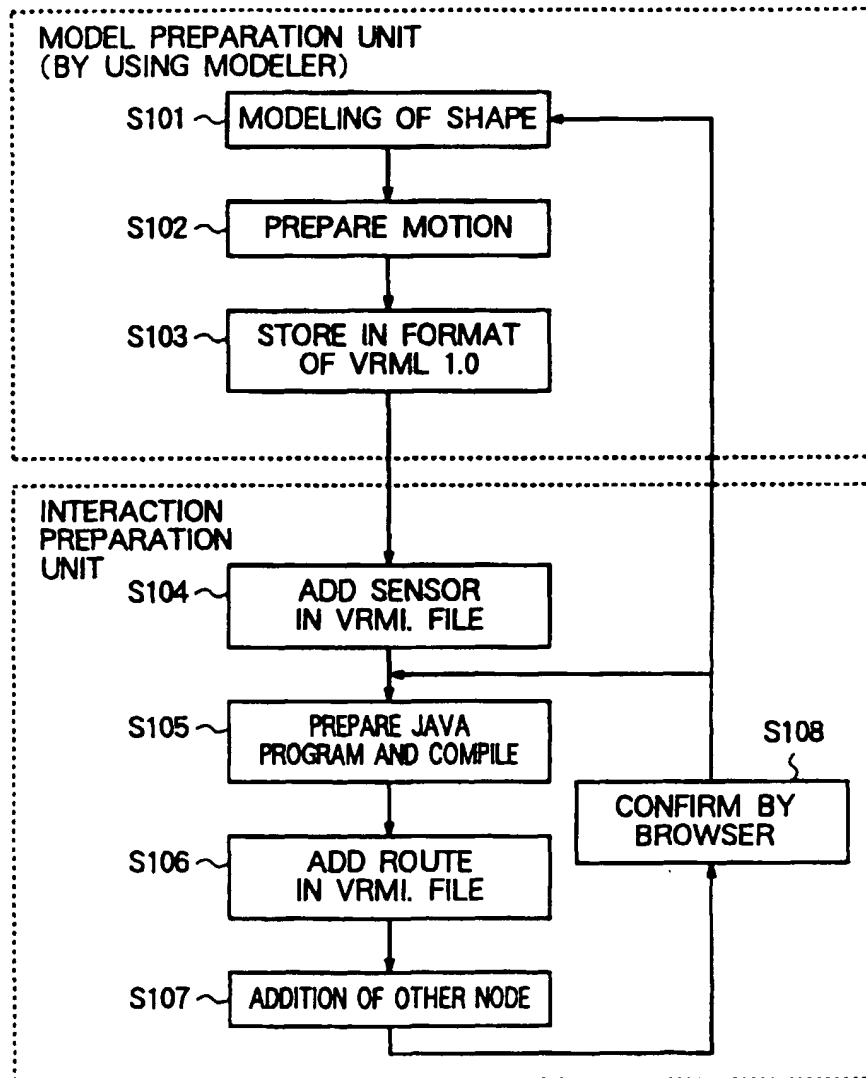 MODEL PREPARATION UNIT
(BY USING MODELER)
S101
MODELING OF SHAPE
S102
PREPARE MOTION
S103
STORE IN FORMAT
OF VRML 1.0
INTERACTION
PREPARATION
UNIT
S104
ADD SENSOR
IN VRMI. FILE
S105
PREPARE JAVA
PROGRAM AND COMPILE
S108
CONFIRM BY
BROWSER
S106
ADD ROUTE
IN VRMI. FILE
S107
ADDITION OF OTHER NODE